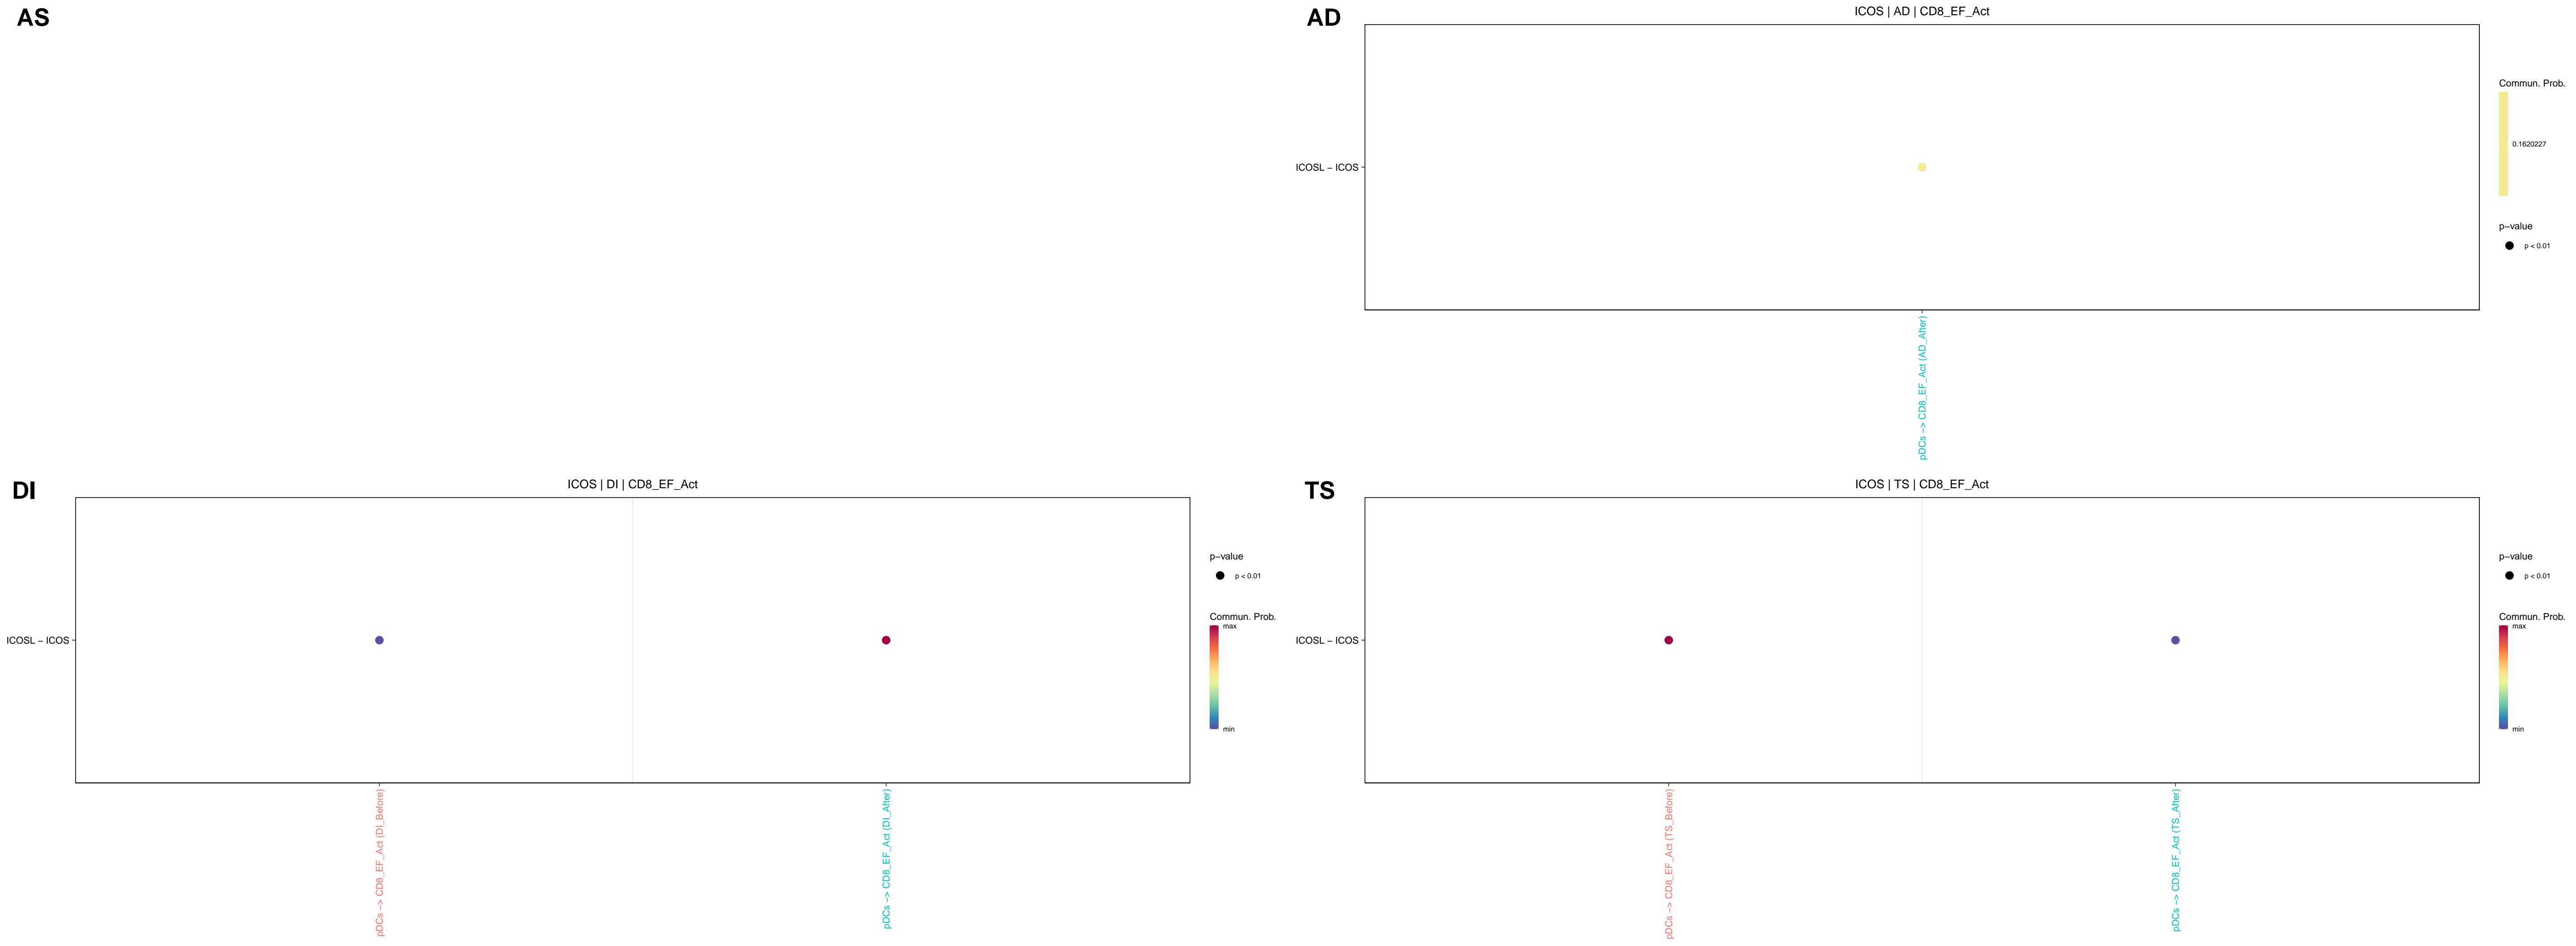 AS
AD
ICOS | AD | CD8_EF_Act
ICOSL − ICOS
pDCs −> CD8_EF_Act (AD_After)
Commun. Prob.
0.1620227
p−value
p < 0.01
DI
ICOS | DI | CD8_EF_Act
ICOSL − ICOS
pDCs −> CD8_EF_Act (DI_Before)
pDCs −> CD8_EF_Act (DI_After)
p−value
p < 0.01
Commun. Prob.
max
min
TS
ICOS | TS | CD8_EF_Act
ICOSL − ICOS
pDCs −> CD8_EF_Act (TS_Before)
pDCs −> CD8_EF_Act (TS_After)
p−value
p < 0.01
Commun. Prob.
max
min